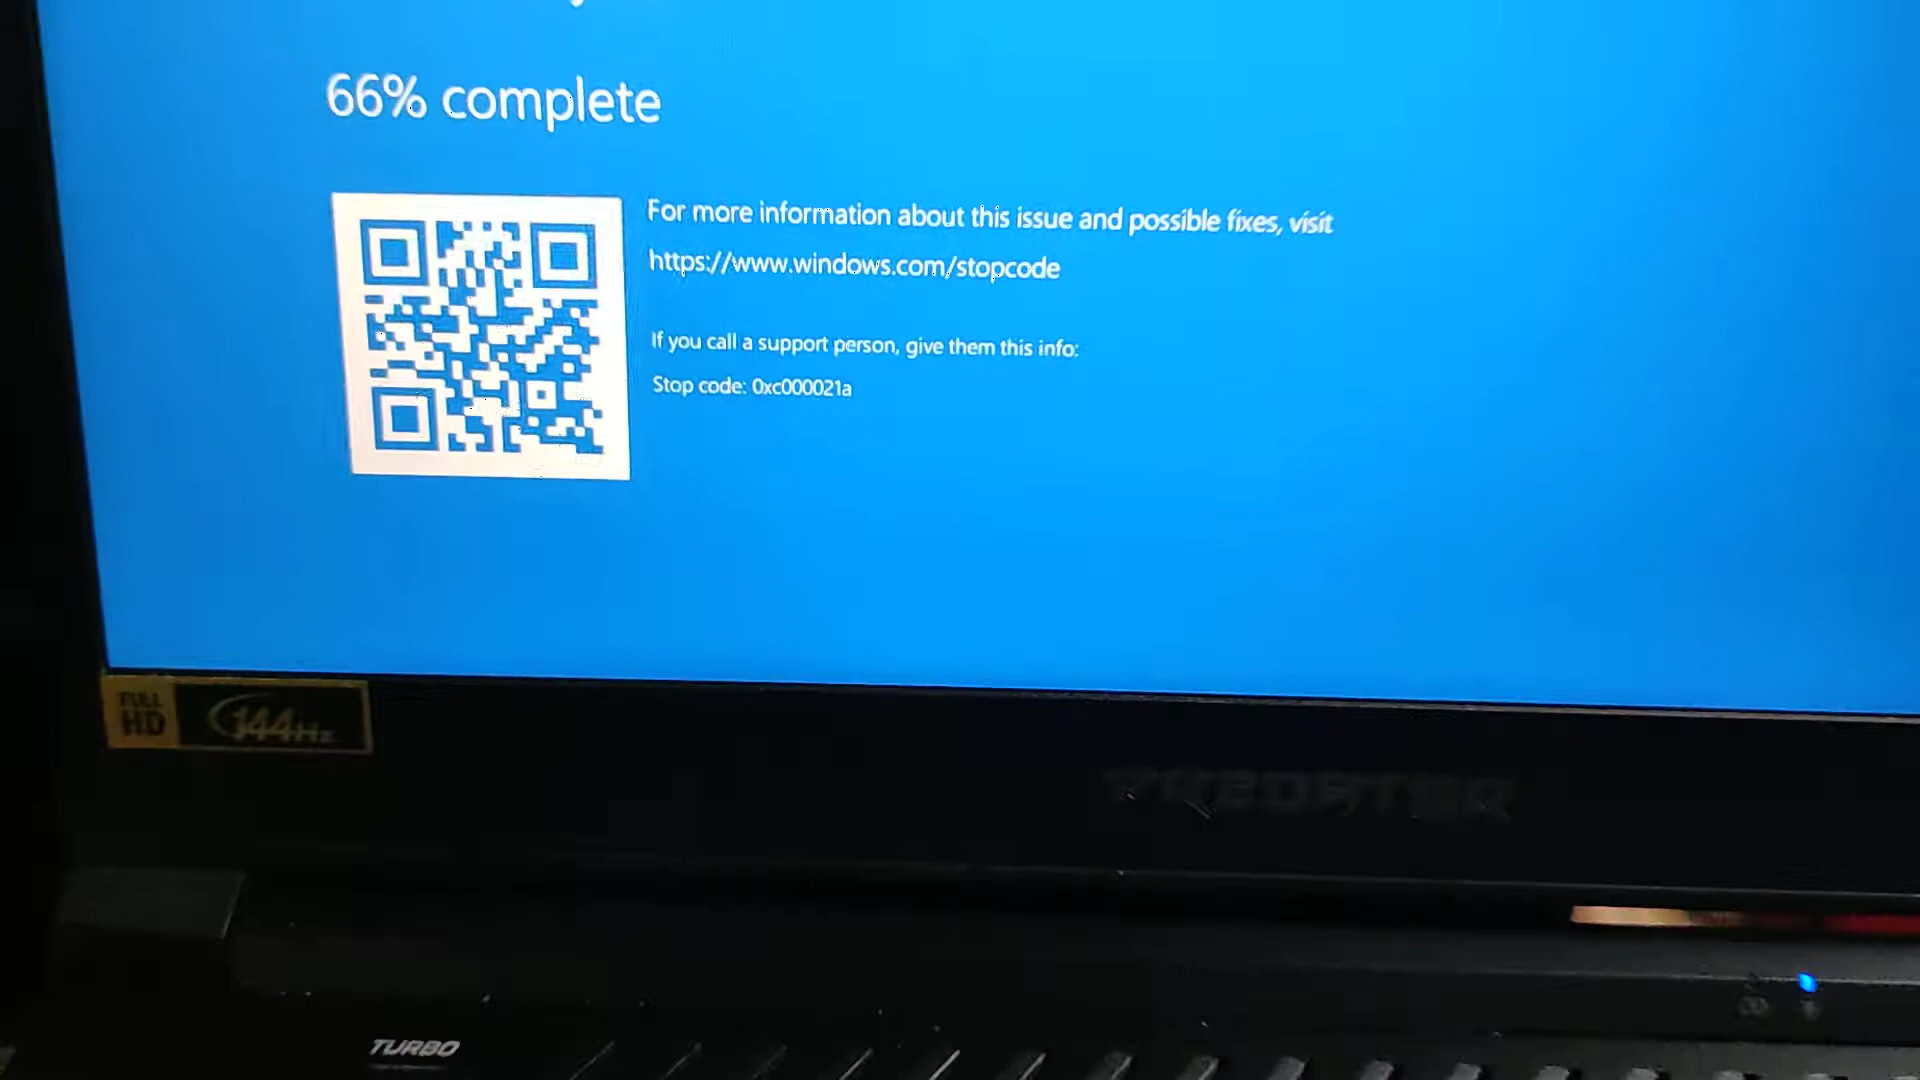 66% complete
For more information about this issue and possible fixes, visit
https://www.windows.com/stopcode
If you call a support person, give them this info:
Stop code: 0xc000021a
FULL
HD
144Hz
PREDATOR
TURBO